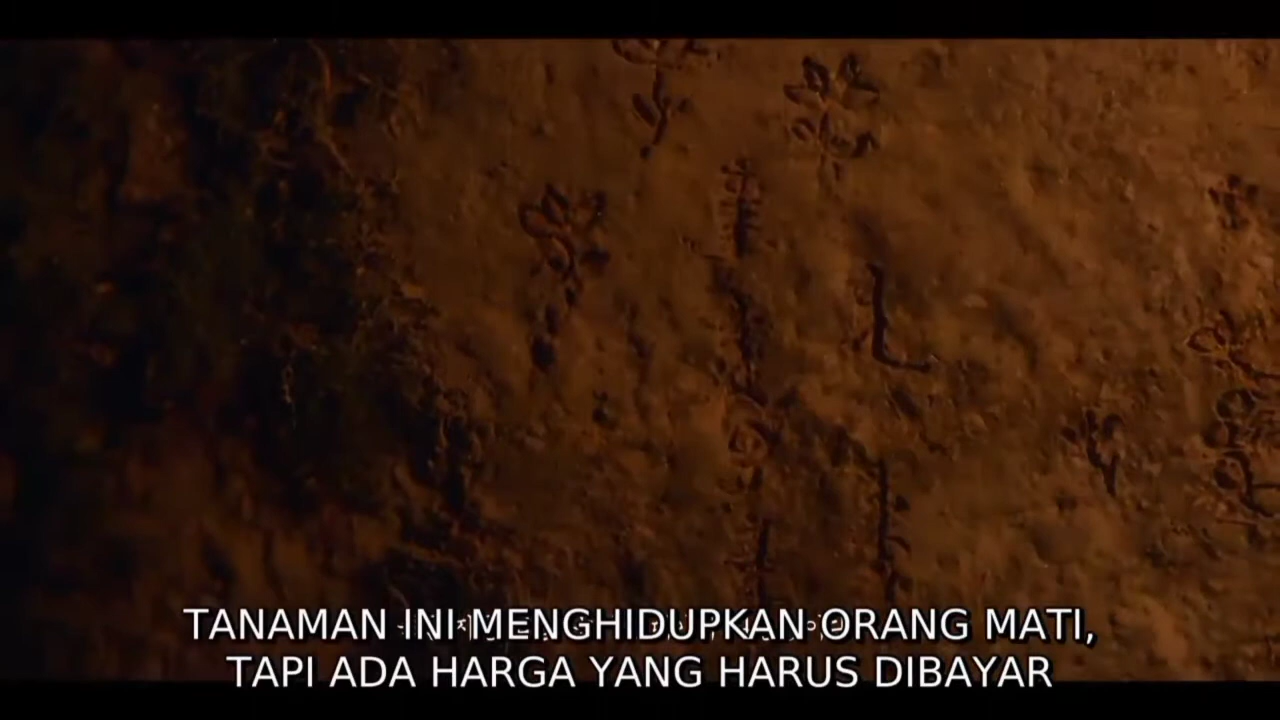 TANAMAN INI MENGHIDUPKAN ORANG MATI,
TAPI ADA HARGA YANG HARUS DIBAYAR